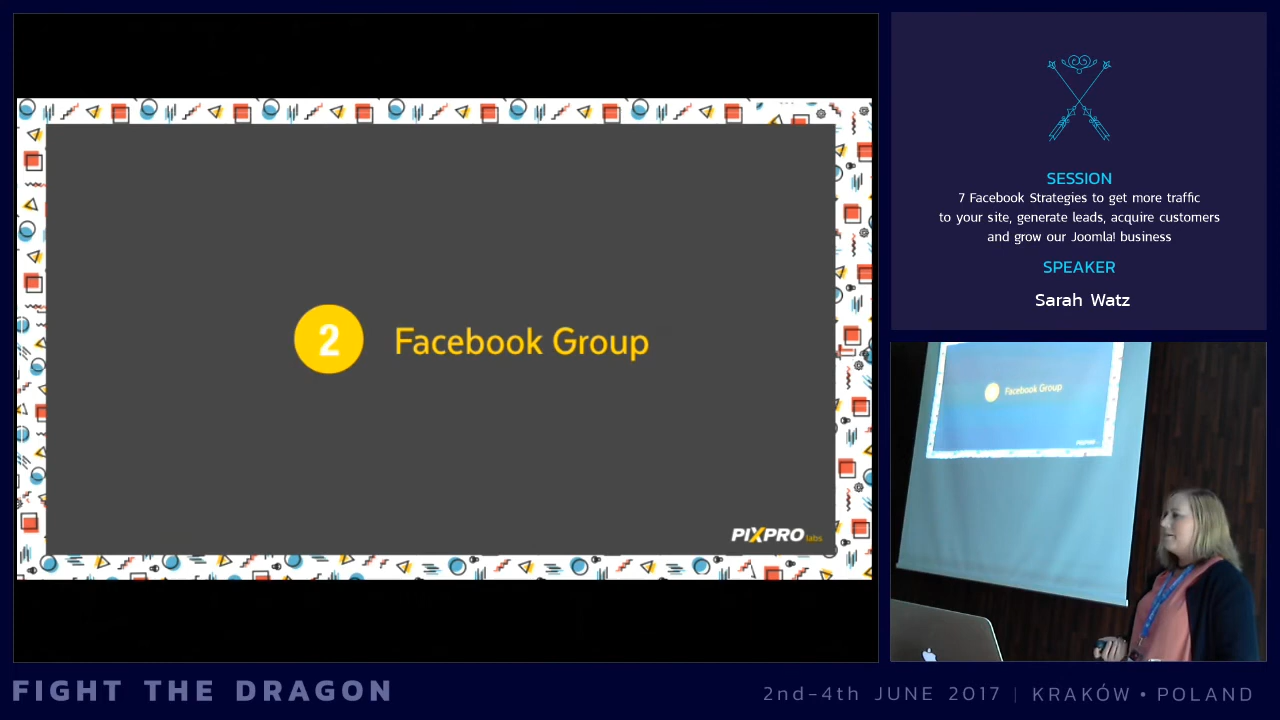 2 Facebook Group
PIXPRO labs
SESSION
7 Facebook Strategies to get more traffic
to your site, generate leads, acquire customers
and grow our Joomla! business
SPEAKER
Sarah Watz
Facebook Group
PIXPRO
FIGHT THE DRAGON
2nd-4th JUNE 2017 | KRAKÓW • POLAND